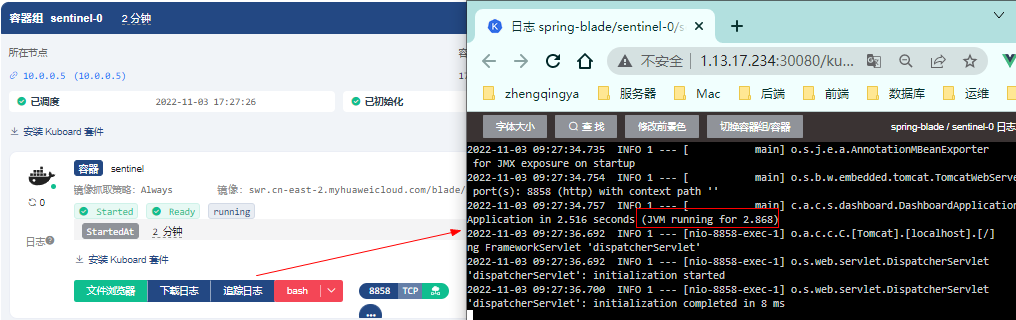 容器组 sentinel-0 2 分钟
所在节点
10.0.0.5 (10.0.0.5)
已调度 2022-11-03 17:27:26
已初始化
安装 Kuboard 套件
容器 sentinel
镜像抓取策略：Always 镜像：swr.cn-east-2.myhuaweicloud.com/blade/
0
Started Ready running
StartedAt 2 分钟
日志
安装 Kuboard 套件
文件浏览器 下载日志 追踪日志 bash
8858 TCP
日志 spring-blade/sentinel-0/s
不安全 1.13.17.234:30080/ku...
zhengqingya 服务器 Mac 后端 前端 数据库 运维
字体大小 查 找 修改前景色 切换容器组/容器 spring-blade / sentinel-0 日志
2022-11-03 09:27:34.735 INFO 1 --- [ main] o.s.j.e.a.AnnotationMBeanExporter
for JMX exposure on startup
2022-11-03 09:27:34.754 INFO 1 --- [ main] o.s.b.w.embedded.tomcat.TomcatWebServe
port(s): 8858 (http) with context path ''
2022-11-03 09:27:34.757 INFO 1 --- [ main] c.a.c.s.dashboard.DashboardApplication
Application in 2.516 seconds (JVM running for 2.868)
2022-11-03 09:27:36.692 INFO 1 --- [nio-8858-exec-1] o.a.c.c.C.[Tomcat].[localhost].[/]
ng FrameworkServlet 'dispatcherServlet'
2022-11-03 09:27:36.692 INFO 1 --- [nio-8858-exec-1] o.s.web.servlet.DispatcherServlet
'dispatcherServlet': initialization started
2022-11-03 09:27:36.700 INFO 1 --- [nio-8858-exec-1] o.s.web.servlet.DispatcherServlet
'dispatcherServlet': initialization completed in 8 ms